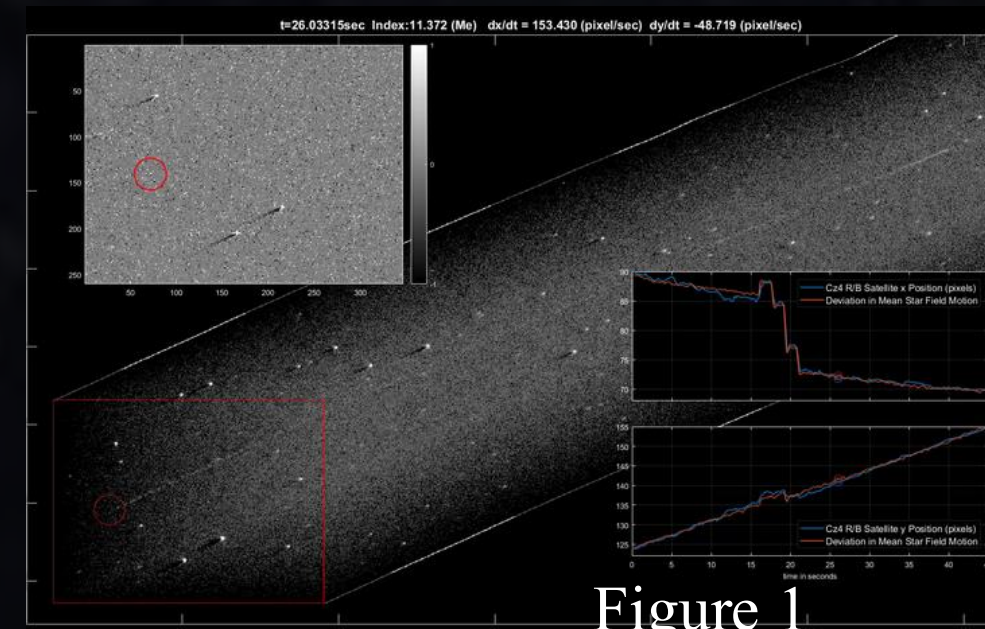 t=26.03315sec Index:11.372 (Me) dx/dt = 153.430 (pixel/sec) dy/dt = -48.719 (pixel/sec)
1
50
100
150
200
250
0
50 100 150 200 250 300
90
85
80
75
70
Cz4 R/B Satellite x Position (pixels)
Deviation in Mean Star Field Motion
155
150
145
140
135
130
125
Cz4 R/B Satellite y Position (pixels)
Deviation in Mean Star Field Motion
0 5 10 15 20 25 30 35 40
time in seconds
Figure 1